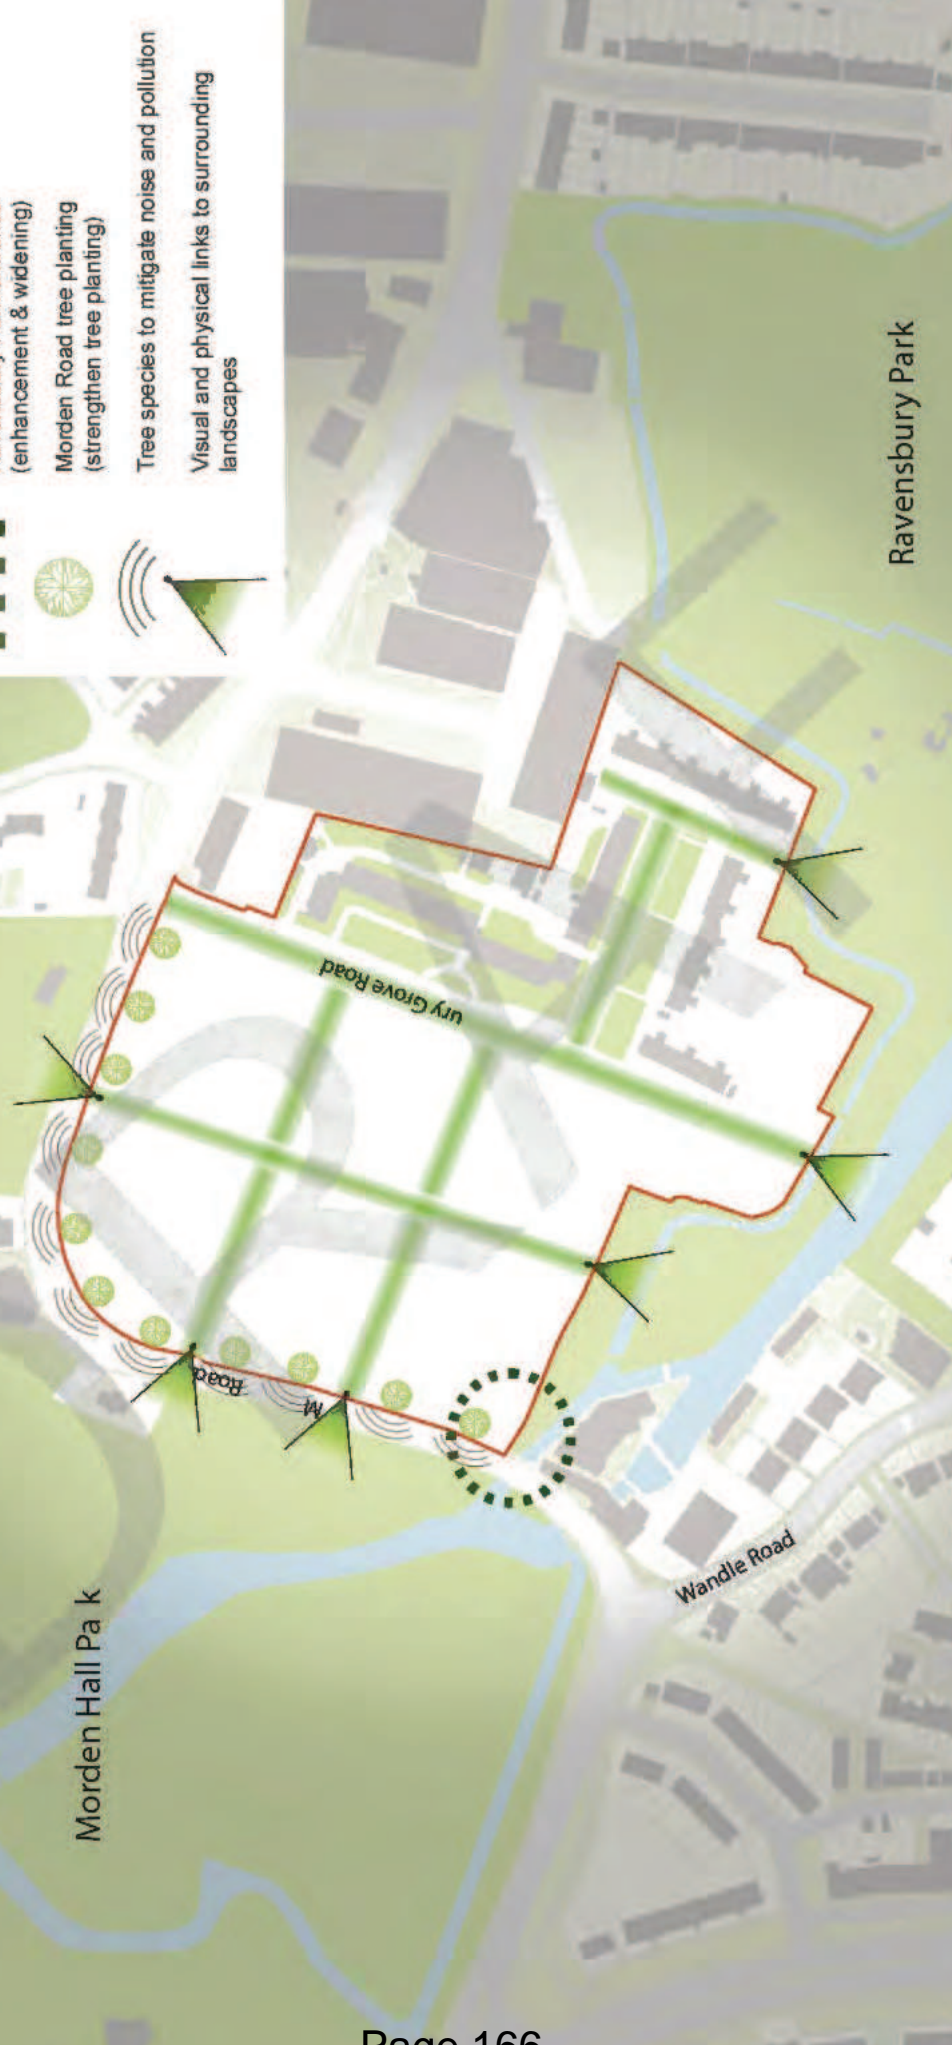 (enhancement & widening)
Morden Road tree planting
(strengthen tree planting)
Tree species to mitigate noise and pollution
Visual and physical links to surrounding
landscapes
Morden Hall Pa k
Road
M
ury Grove Road
Wandle Road
Ravensbury Park
Page 166